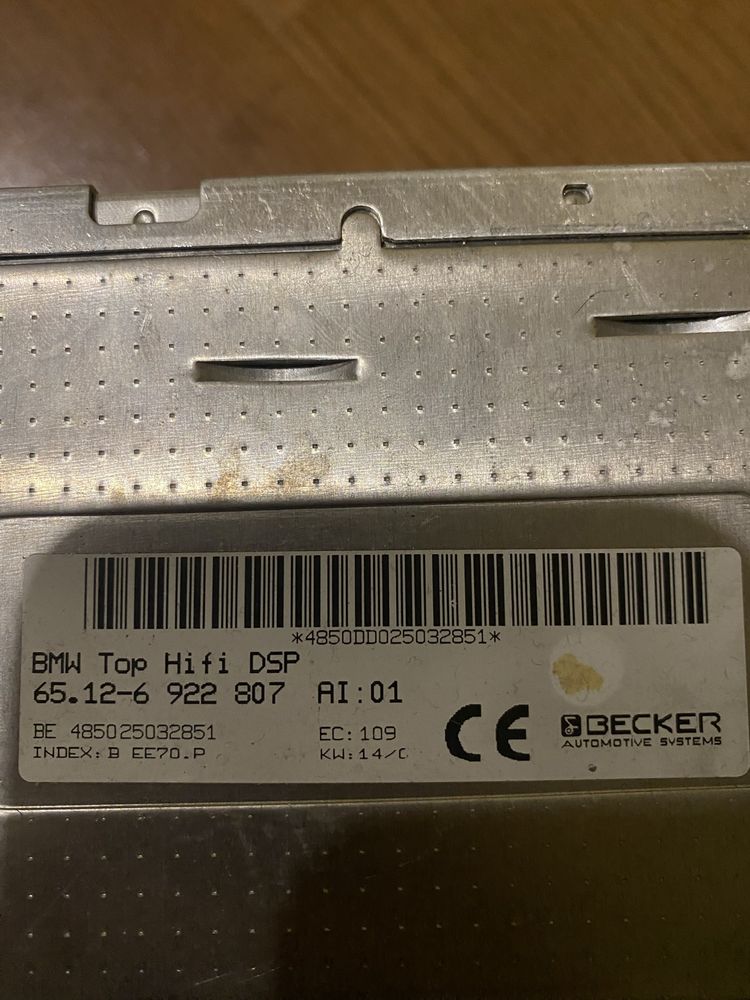 *4850DD025032851*
BMW Top Hifi DSP
65.12-6 922 807 AI:01
BE 485025032851 EC:109
INDEX: B EE70.P KW:14/0
CE
BECKER
AUTOMOTIVE SYSTEMS